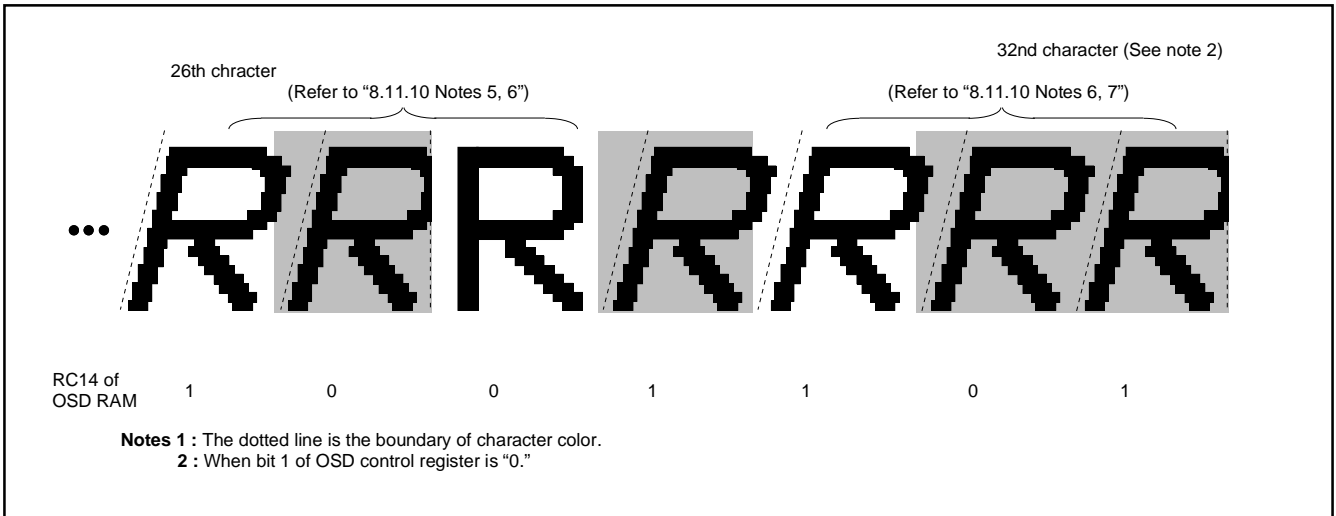 32nd character (See note 2)
26th chracter
(Refer to “8.11.10 Notes 5, 6”)
(Refer to “8.11.10 Notes 6, 7”)
... R R R R R R R
RC14 of
OSD RAM
1 0 0 1 1 0 1
Notes 1 : The dotted line is the boundary of character color.
2 : When bit 1 of OSD control register is “0.”